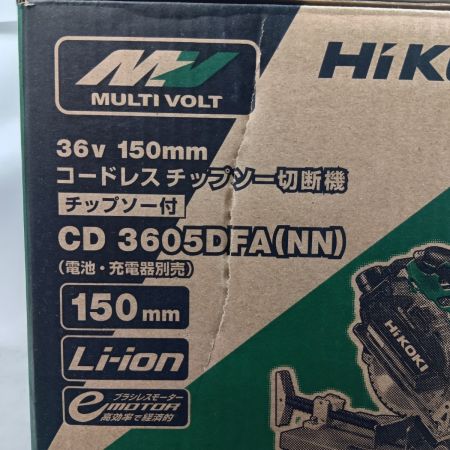 MV
MULTI VOLT
HiKO
36v 150mm
コードレス チップソー切断機
チップソー付
CD 3605DFA(NN)
(電池・充電器別売)
150mm
Li-ion
ブラシレスモーター
e MOTOR
高効率で経済的
HiKOKI